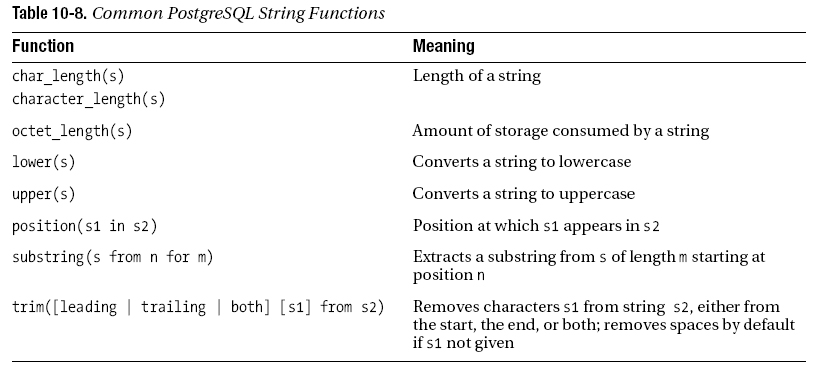 Table 10-8. Common PostgreSQL String Functions
Function Meaning
char_length(s) Length of a string
character_length(s)
octet_length(s) Amount of storage consumed by a string
lower(s) Converts a string to lowercase
upper(s) Converts a string to uppercase
position(s1 in s2) Position at which s1 appears in s2
substring(s from n for m) Extracts a substring from s of length m starting at
position n
trim([leading | trailing | both] [s1] from s2) Removes characters s1 from string s2, either from
the start, the end, or both; removes spaces by default
if s1 not given